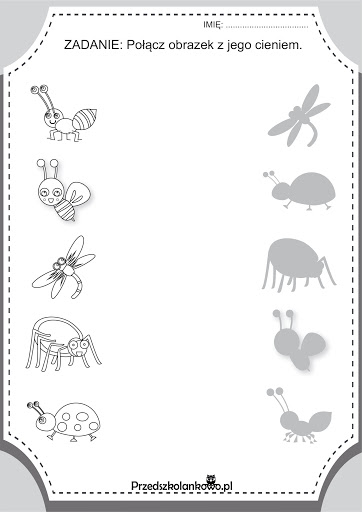 IMIĘ: ..................................
ZADANIE: Połącz obrazek z jego cieniem.
Przedszkolankowo.pl